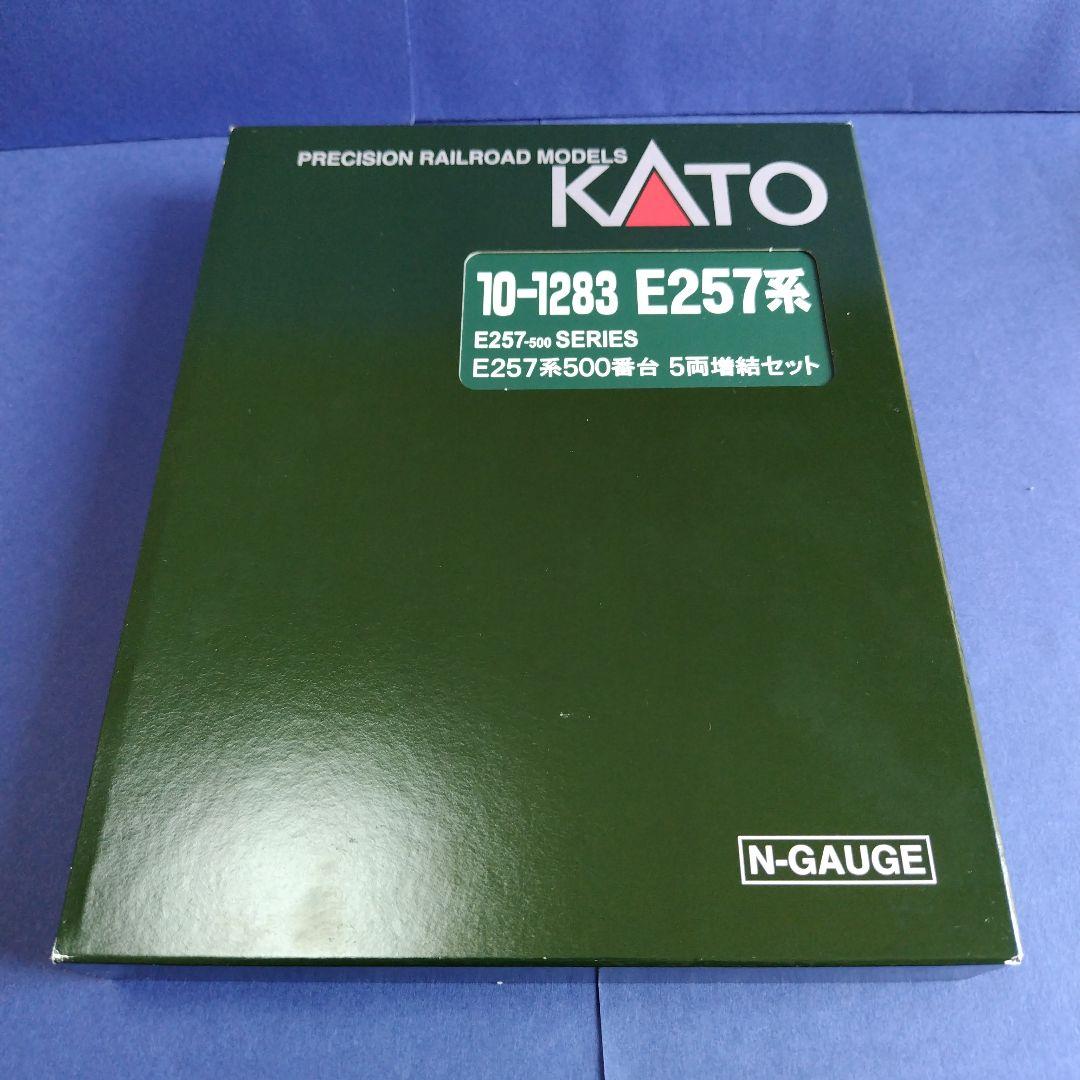 PRECISION RAILROAD MODELS
KATO
10-1283 E257系
E257-500 SERIES
E257系500番台 5両増結セット
N-GAUGE